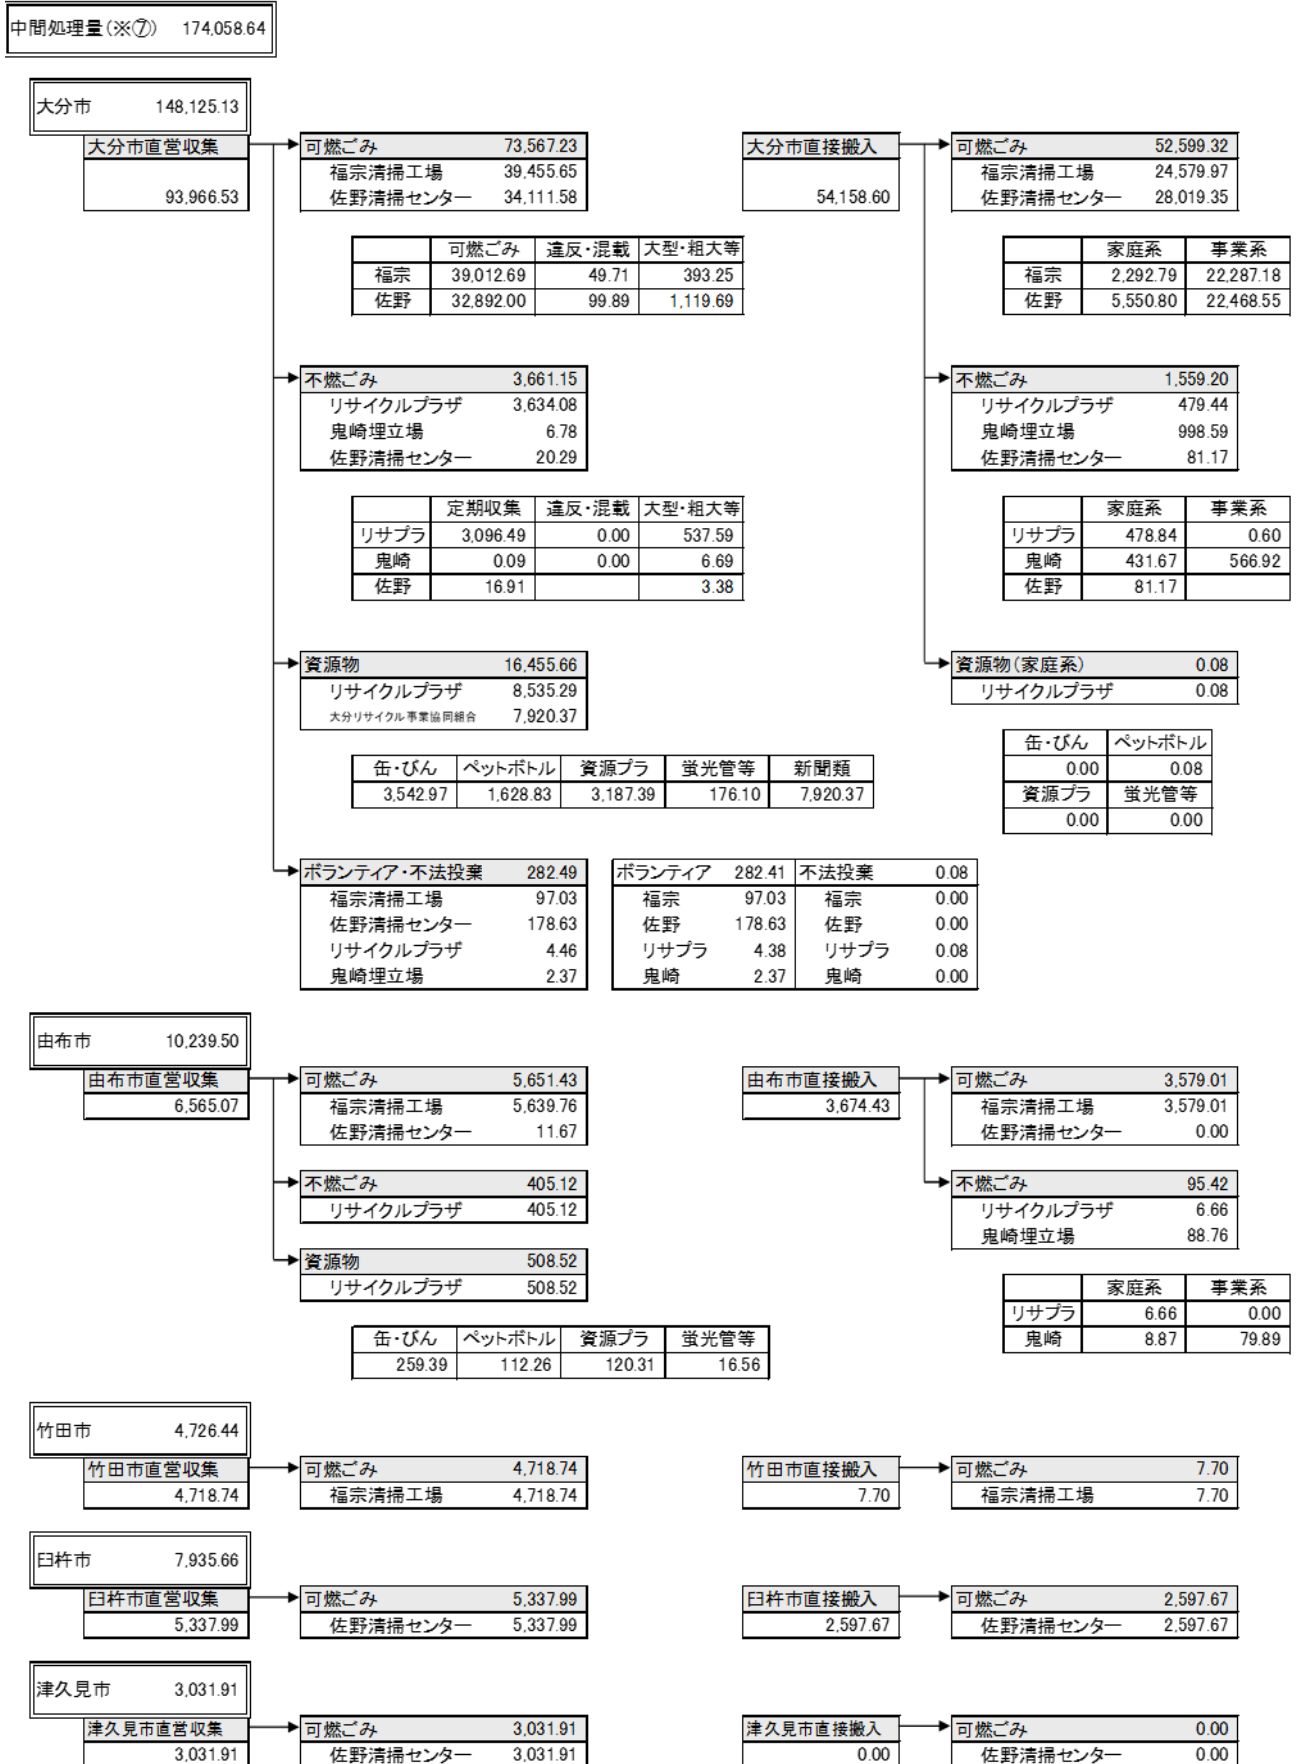 中間処理量(※⑦) 174,058.64
大分市 148,125.13
大分市直営収集 可燃ごみ 73,567.23 大分市直接搬入 可燃ごみ 52,599.32
福宗清掃工場 39,455.65 福宗清掃工場 24,579.97
93,966.53 佐野清掃センター 34,111.58 54,158.60 佐野清掃センター 28,019.35
可燃ごみ 違反・混載 大型・粗大等 家庭系 事業系
福宗 39,012.69 49.71 393.25 福宗 2,292.79 22,287.18
佐野 32,892.00 99.89 1,119.69 佐野 5,550.80 22,468.55
不燃ごみ 3,661.15 不燃ごみ 1,559.20
リサイクルプラザ 3,634.08 リサイクルプラザ 479.44
鬼崎埋立場 6.78 鬼崎埋立場 998.59
佐野清掃センター 20.29 佐野清掃センター 81.17
定期収集 違反・混載 大型・粗大等 家庭系 事業系
リサプラ 3,096.49 0.00 537.59 リサプラ 478.84 0.60
鬼崎 0.09 0.00 6.69 鬼崎 431.67 566.92
佐野 16.91 3.38 佐野 81.17
資源物 16,455.66 資源物(家庭系) 0.08
リサイクルプラザ 8,535.29 リサイクルプラザ 0.08
大分リサイクル事業協同組合 7,920.37
缶・びん ペットボトル
缶・びん ペットボトル 資源プラ 蛍光管等 新聞類 0.00 0.08
3,542.97 1,628.83 3,187.39 176.10 7,920.37 資源プラ 蛍光管等
0.00 0.00
ボランティア・不法投棄 282.49 ボランティア 282.41 不法投棄 0.08
福宗清掃工場 97.03 福宗 97.03 福宗 0.00
佐野清掃センター 178.63 佐野 178.63 佐野 0.00
リサイクルプラザ 4.46 リサプラ 4.38 リサプラ 0.08
鬼崎埋立場 2.37 鬼崎 2.37 鬼崎 0.00
由布市 10,239.50
由布市直営収集 可燃ごみ 5,651.43 由布市直接搬入 可燃ごみ 3,579.01
6,565.07 福宗清掃工場 5,639.76 3,674.43 福宗清掃工場 3,579.01
佐野清掃センター 11.67 佐野清掃センター 0.00
不燃ごみ 405.12 不燃ごみ 95.42
リサイクルプラザ 405.12 リサイクルプラザ 6.66
鬼崎埋立場 88.76
資源物 508.52
リサイクルプラザ 508.52 家庭系 事業系
リサプラ 6.66 0.00
缶・びん ペットボトル 資源プラ 蛍光管等 鬼崎 8.87 79.89
259.39 112.26 120.31 16.56
竹田市 4,726.44
竹田市直営収集 可燃ごみ 4,718.74 竹田市直接搬入 可燃ごみ 7.70
4,718.74 福宗清掃工場 4,718.74 7.70 福宗清掃工場 7.70
臼杵市 7,935.66
臼杵市直営収集 可燃ごみ 5,337.99 臼杵市直接搬入 可燃ごみ 2,597.67
5,337.99 佐野清掃センター 5,337.99 2,597.67 佐野清掃センター 2,597.67
津久見市 3,031.91
津久見市直営収集 可燃ごみ 3,031.91 津久見市直接搬入 可燃ごみ 0.00
3,031.91 佐野清掃センター 3,031.91 0.00 佐野清掃センター 0.00